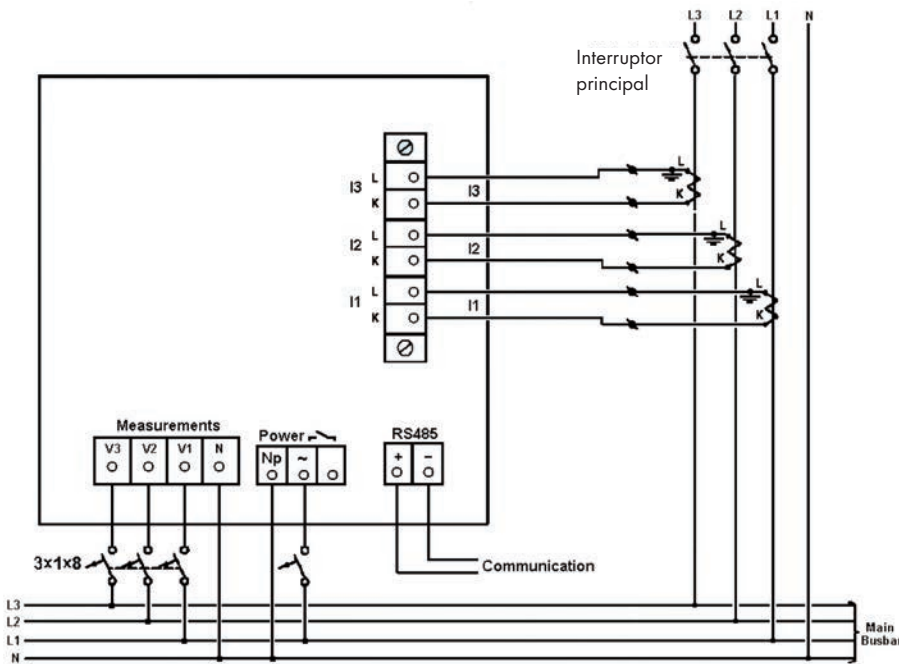 L3 L2 L1 N
Interruptor
principal
L
I3
K
I3
L
K
L
I2
K
I2
L
K
L
I1
K
I1
L
K
Measurements
V3 V2 V1 N
Power
Np ~
RS485
+ −
3x1x8
Communication
L3
L2
L1
N
Main
Busbar